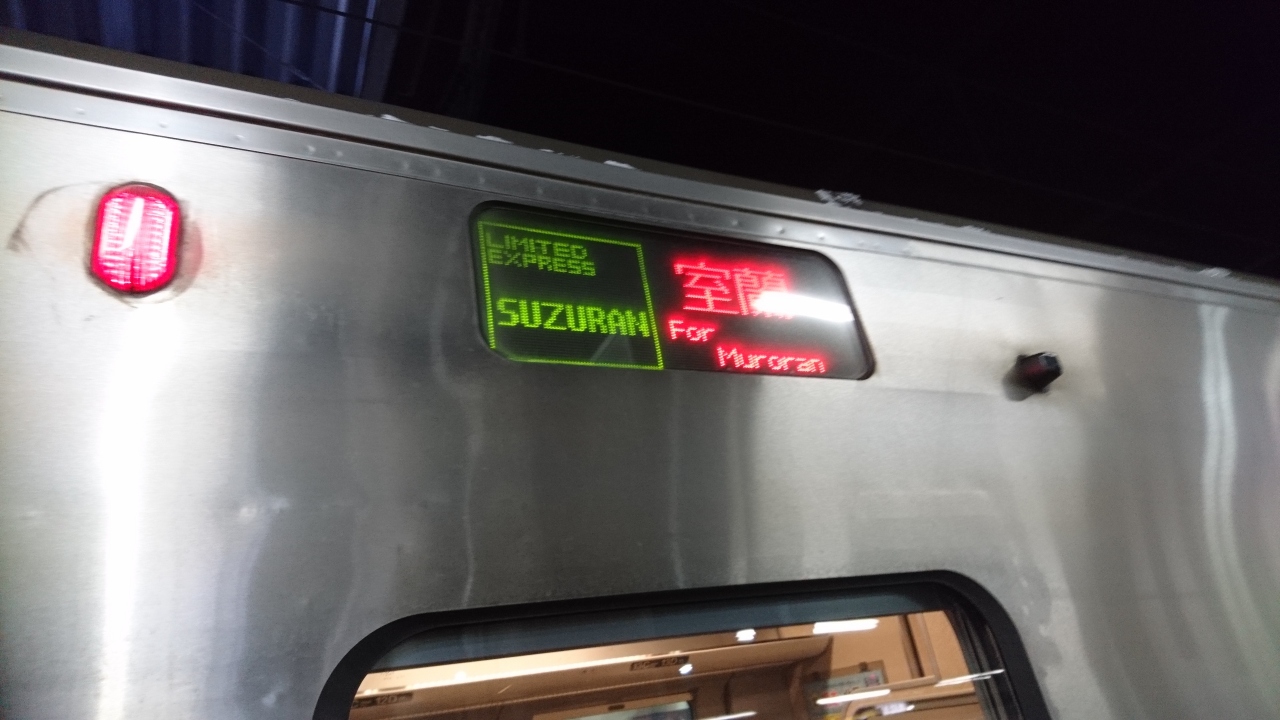 LIMITED
EXPRESS
SUZURAN
室蘭
For
Muroran